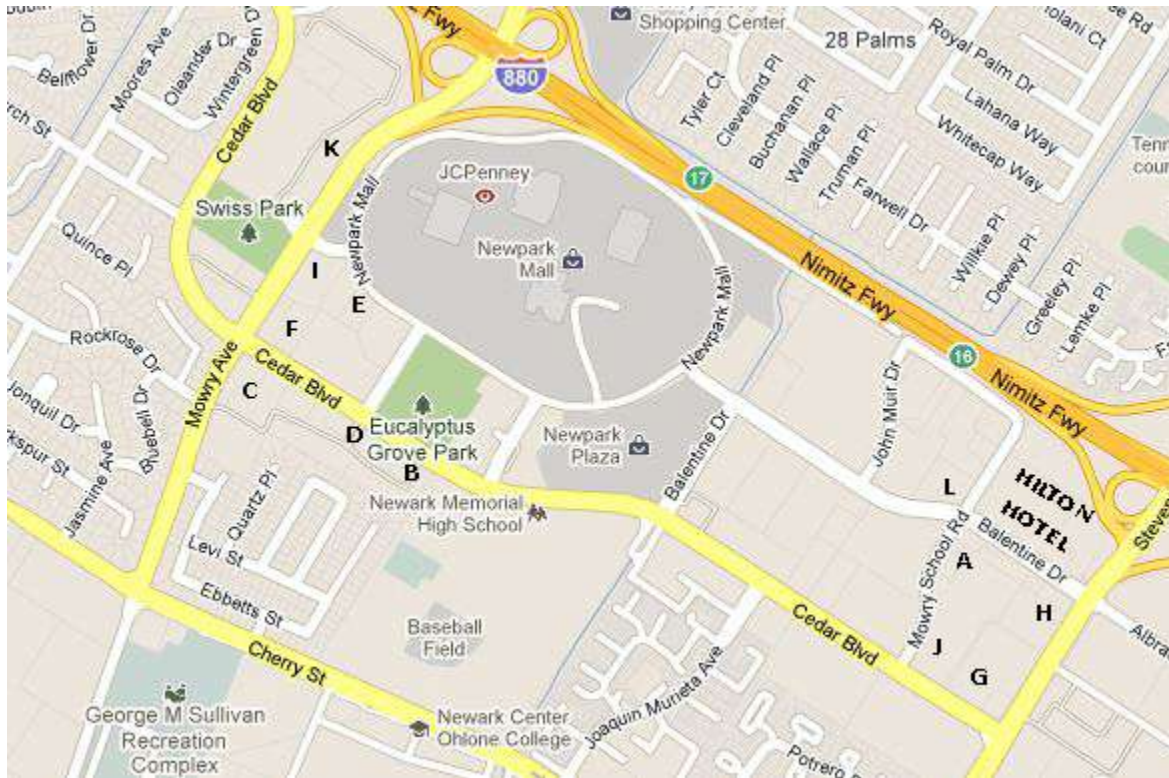 Shopping Center
28 Palms
Royal Palm Dr
Lahana Way
Whitecap Way
Bellflower Dr
Moores Ave
Oleander Dr
Wintergreen
Cedar Blvd
880
Tyler Ct
Cleveland Pl
Buchanan Pl
Wallace Pl
Truman Pl
Farwell Dr
K
JCPenney
17
Swiss Park
Newpark Mall
Newpark
Mall
Quince Pl
I
E
Willkie Pl
Dewey Pl
Greeley Pl
Lemke Pl
Nimitz Fwy
Newpark Mall
F
Rockrose Dr
Mowry Ave
Cedar Blvd
16
Nimitz Fwy
C
Jonquil Dr
Bluebell Dr
John Muir Dr
Eucalyptus
Grove Park
D
B
Newpark
Plaza
Balentine Dr
Jasmine Ave
Quartz Pl
Newark Memorial
High School
L
HILTON
HOTEL
Levi St
Mowry School Rd
A
Balentine Dr
Ebbetts St
Baseball
Field
Cedar Blvd
H
J
G
Cherry St
George M Sullivan
Recreation
Complex
Newark Center
Ohlone College
Joaquin Murieta Ave